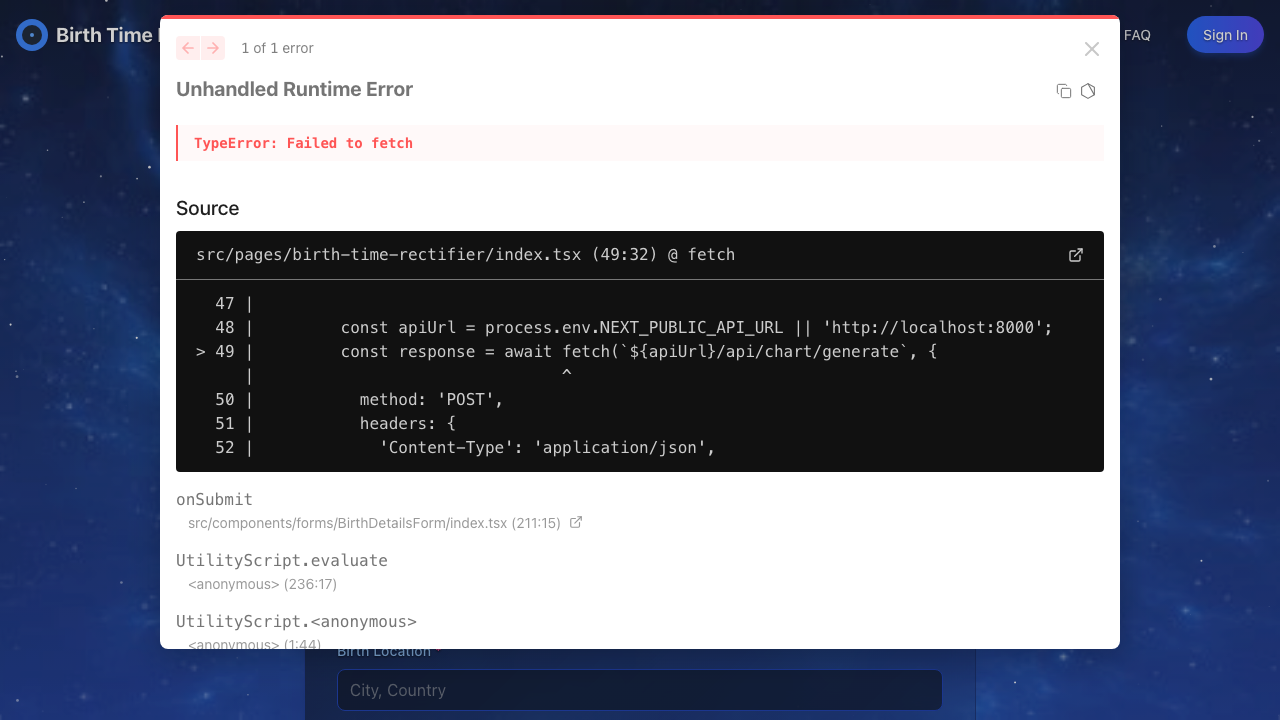 Birth Time
FAQ
Sign In
1 of 1 error
Unhandled Runtime Error
TypeError: Failed to fetch
Source
src/pages/birth-time-rectifier/index.tsx (49:32) @ fetch
47 |
48 |         const apiUrl = process.env.NEXT_PUBLIC_API_URL || 'http://localhost:8000';
> 49 |         const response = await fetch(`${apiUrl}/api/chart/generate`, {
|                                ^
50 |           method: 'POST',
51 |           headers: {
52 |             'Content-Type': 'application/json',
onSubmit
src/components/forms/BirthDetailsForm/index.tsx (211:15)
UtilityScript.evaluate
<anonymous> (236:17)
UtilityScript.<anonymous>
<anonymous> (1:44)
Birth Location *
City, Country